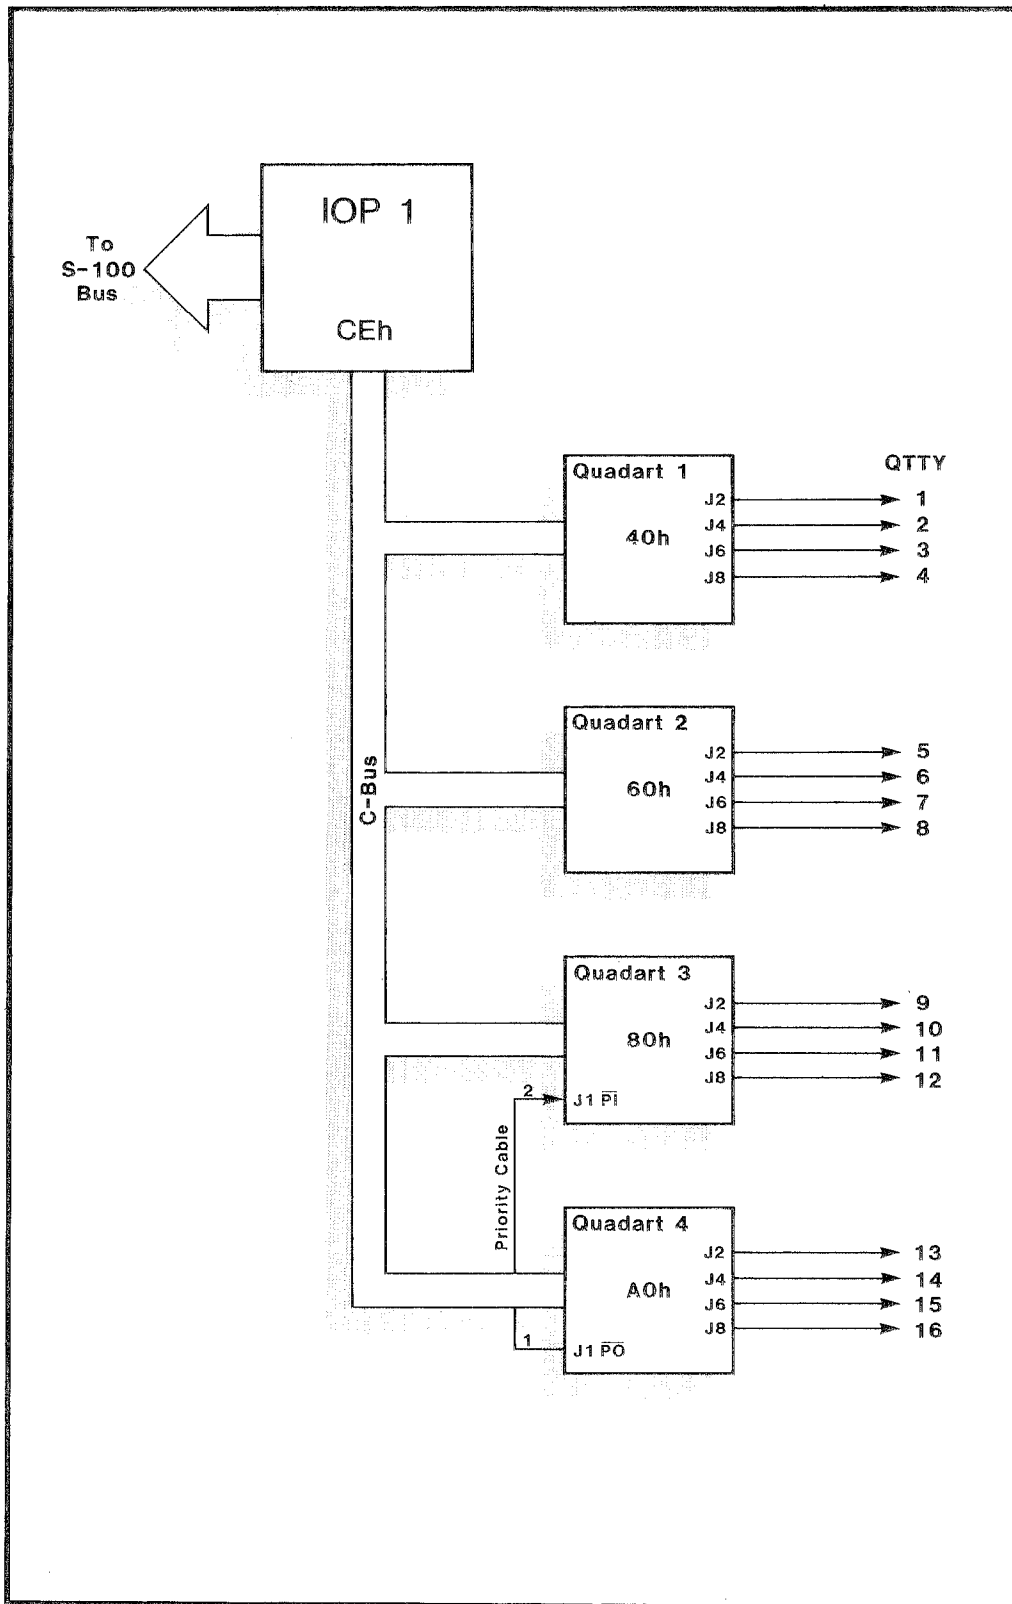 IOP 1
CEh
To
S-100
Bus
C-Bus
QTTY
Quadart 1
40h
J2 1
J4 2
J6 3
J8 4
Quadart 2
60h
J2 5
J4 6
J6 7
J8 8
Quadart 3
80h
J2 9
J4 10
J6 11
J8 12
2 J1 P̅I̅
Priority Cable
Quadart 4
A0h
J2 13
J4 14
J6 15
J8 16
1 J1 P̅O̅